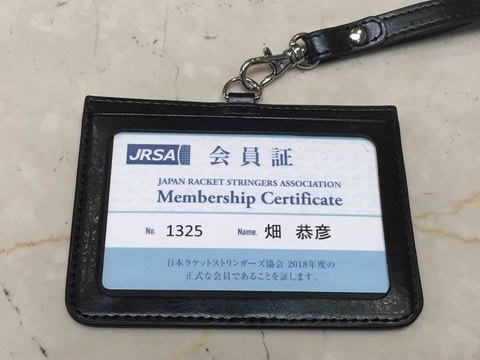 JRSA 会員証
JAPAN RACKET STRINGERS ASSOCIATION
Membership Certificate
No. 1325 Name. 畑 恭彦
日本ラケットストリンガーズ協会 2018年度の
正式な会員であることを証します。